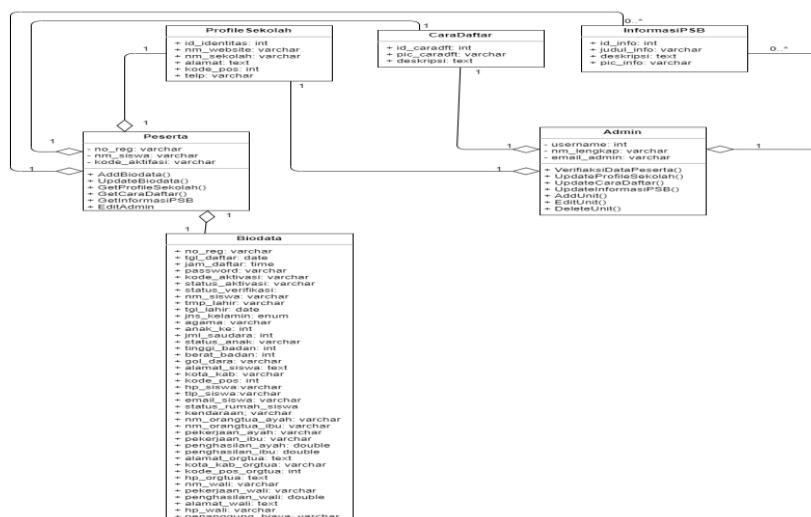 ProfileSekolah
+ id_identitas: int
+ nm_website: varchar
+ nm_sekolah: varchar
+ alamat: text
+ kode_pos: int
+ telp: varchar
CaraDaftar
+ id_caradft: int
+ pic_caradft: varchar
+ deskripsi: text
InformasiPSB
+ id_info: int
+ judul_info: varchar
+ deskripsi: text
+ pic_info: varchar
1
1
0..*
0..*
1
1
1
1
1
1
1
1
1
Peserta
- no_reg: varchar
- nm_siswa: varchar
- kode_aktifasi: varchar
+ AddBiodata()
+ UpdateBiodata()
+ GetProfileSekolah()
+ GetCaraDaftar()
+ GetInformasiPSB
+ EditAdmin
Admin
- username: int
- nm_lengkap: varchar
- email_admin: varchar
+ VerifiaksiDataPeserta()
+ UpdateProfileSekolah()
+ UpdateCaraDaftar()
+ UpdateInformasiPSB()
+ AddUnit()
+ EditUnit()
+ DeleteUnit()
1
1
Biodata
+ no_reg: varchar
+ tgl_daftar: date
+ jam_daftar: time
+ password: varchar
+ kode_aktivasi: varchar
+ status_aktivasi: varchar
+ status_verifikasi:
+ nm_siswa: varchar
+ tmp_lahir: varchar
+ tgl_lahir: date
+ jns_kelamin: enum
+ agama: varchar
+ anak_ke: int
+ jml_saudara: int
+ status_anak: varchar
+ tinggi_badan: int
+ berat_badan: int
+ gol_dara: varchar
+ alamat_siswa: text
+ kota_kab: varchar
+ kode_pos: int
+ hp_siswa:varchar
+ tlp_siswa:varchar
+ email_siswa: varchar
+ status_rumah_siswa
+ kendaraan; varchar
+ nm_orangtua_ayah: varchar
+ nm_orangtua_ibu: varchar
+ pekerjaan_ayah: varchar
+ pekerjaan_ibu: varchar
+ penghasilan_ayah: double
+ penghasilan_ibu: double
+ alamat_orgtua: text
+ kota_kab_orgtua: varchar
+ kode_pos_orgtua: int
+ hp_orgtua: text
+ nm_wali: varchar
+ pekerjaan_wali: varchar
+ penghasilan_wali: double
+ alamat_wali: text
+ hp_wali: varchar
+ penanggung_biaya: varchar